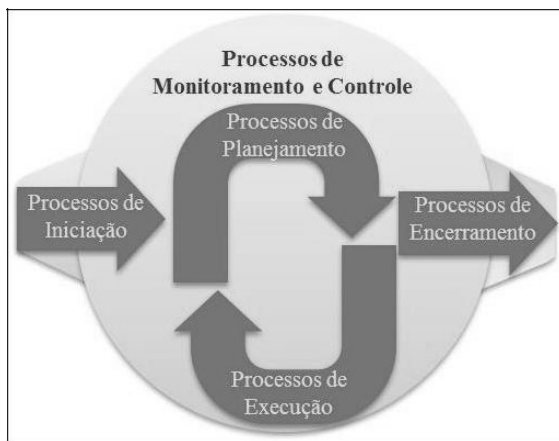 Processos de
Monitoramento e Controle
Processos de
Planejamento
Processos de
Iniciação
Processos de
Encerramento
Processos de
Execução